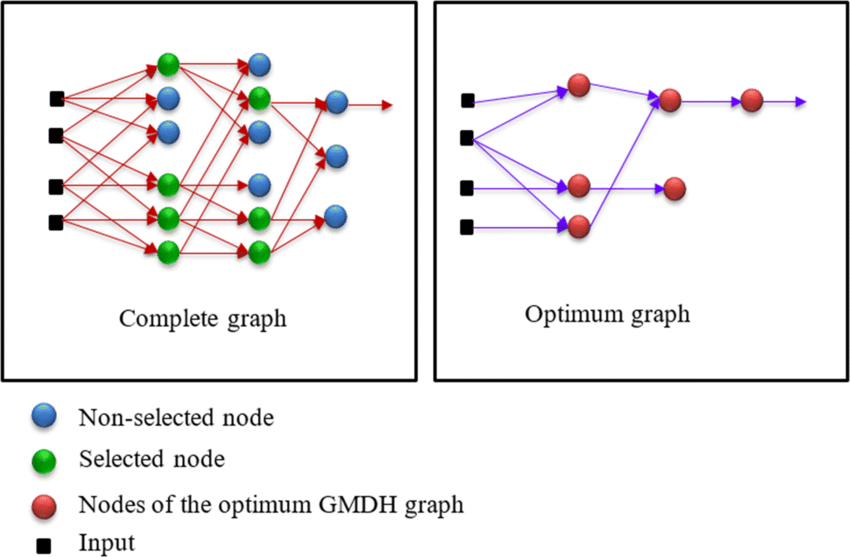 Complete graph
Optimum graph
Non-selected node
Selected node
Nodes of the optimum GMDH graph
Input